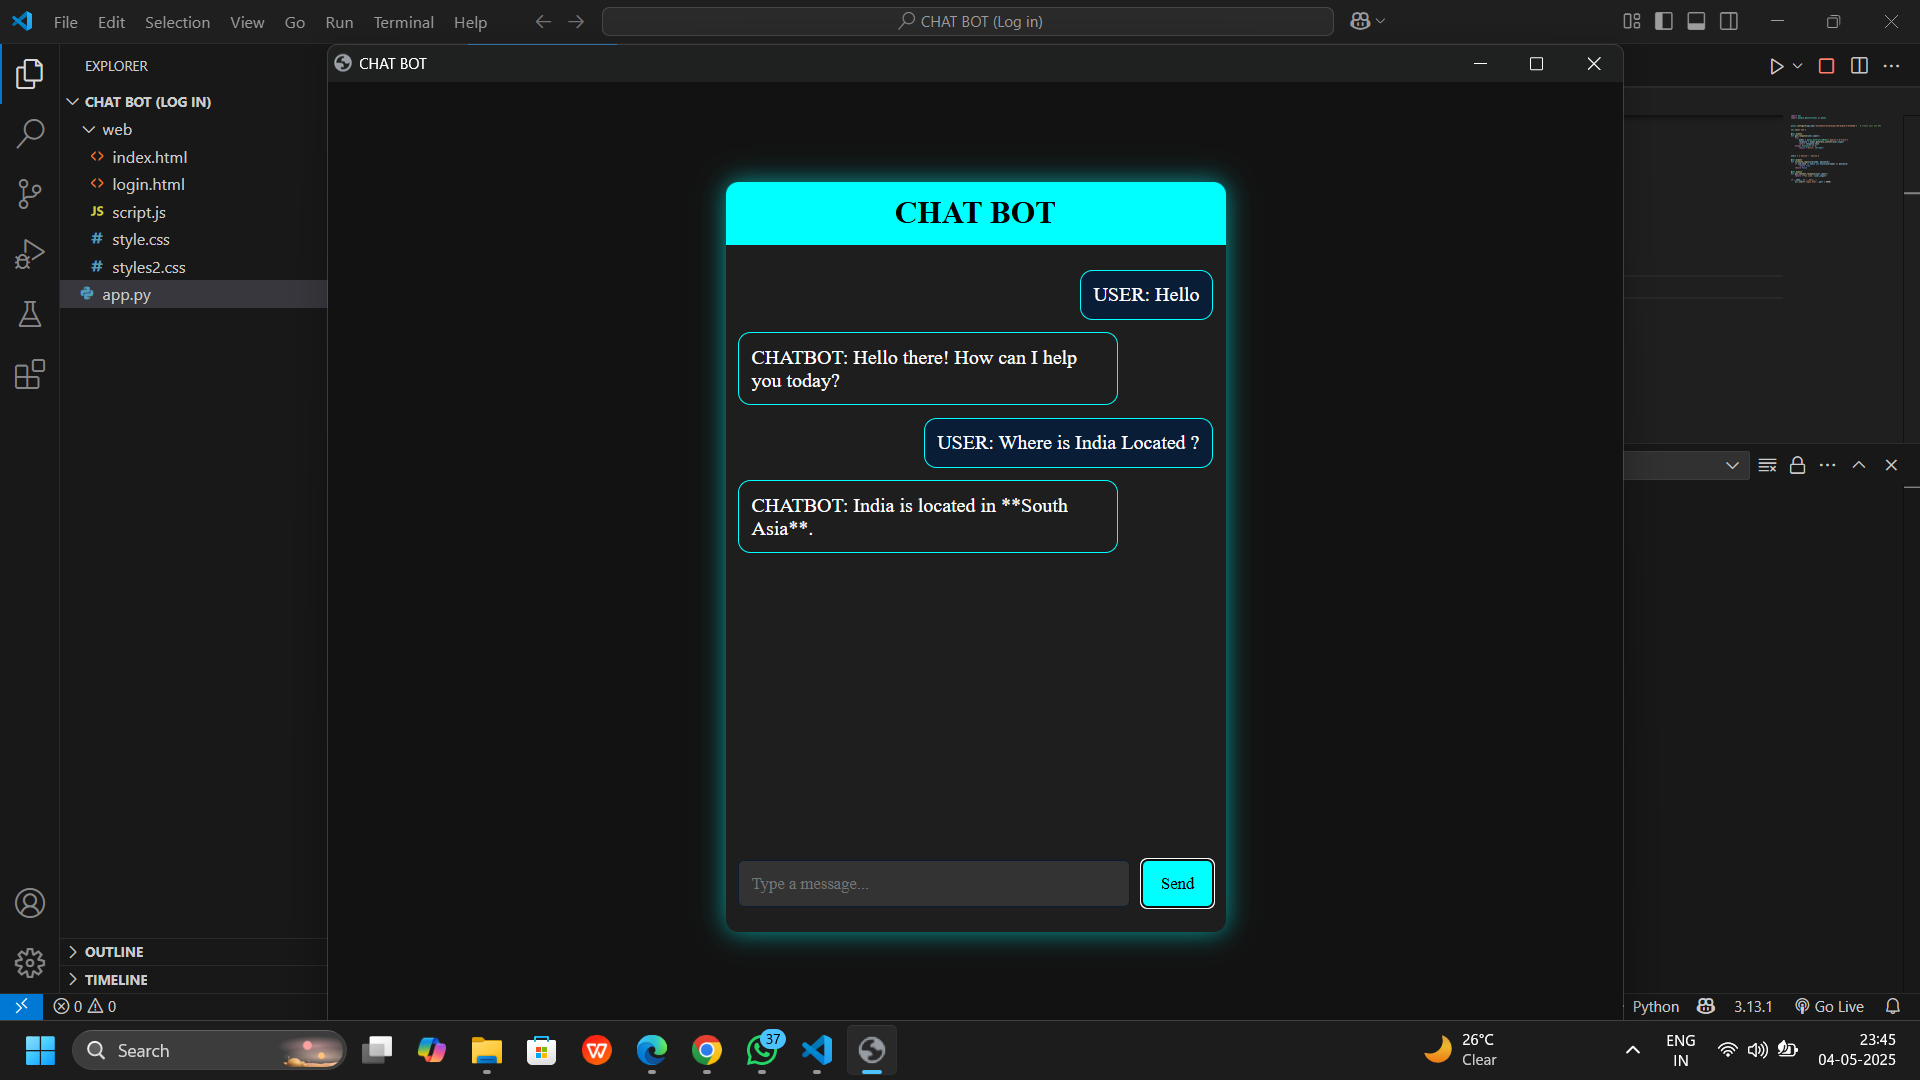 File Edit Selection View Go Run Terminal Help
CHAT BOT (Log in)
EXPLORER
CHAT BOT (LOG IN)
web
index.html
login.html
JS script.js
# style.css
# styles2.css
app.py
OUTLINE
TIMELINE
CHAT BOT
CHAT BOT
USER: Hello
CHATBOT: Hello there! How can I help
you today?
USER: Where is India Located ?
CHATBOT: India is located in **South
Asia**.
Type a message...
Send
0 0
Python
3.13.1
Go Live
Search
37
26°C
Clear
ENG
IN
23:45
04-05-2025